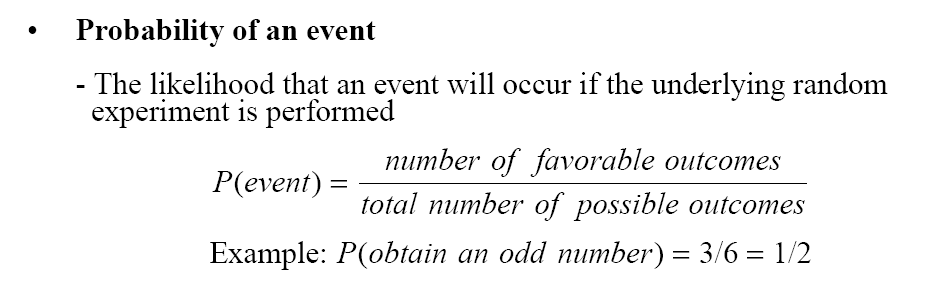 • Probability of an event
- The likelihood that an event will occur if the underlying random
experiment is performed
P(event) = number of favorable outcomes
total number of possible outcomes
Example: P(obtain an odd number) = 3/6 = 1/2